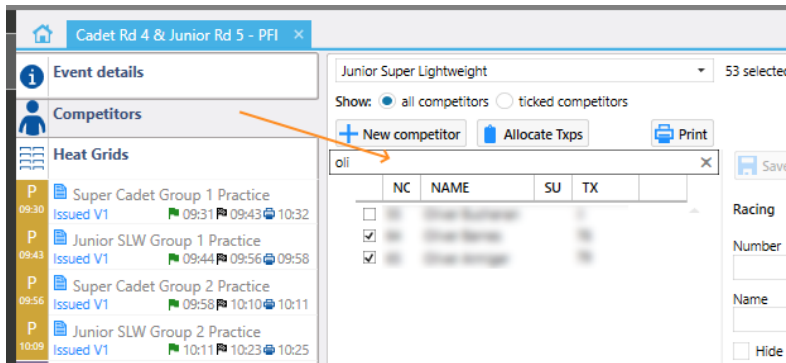 Cadet Rd 4 & Junior Rd 5 - PFI ×
Event details
Competitors
Heat Grids
P 09:30 Super Cadet Group 1 Practice
Issued V1 09:31 09:43 10:32
P 09:43 Junior SLW Group 1 Practice
Issued V1 09:44 09:56 09:58
P 09:56 Super Cadet Group 2 Practice
Issued V1 09:58 10:10 10:11
P 10:09 Junior SLW Group 2 Practice
Issued V1 10:11 10:23 10:25
Junior Super Lightweight 53 selected
Show: all competitors ticked competitors
New competitor Allocate Txps Print
oli
NC NAME SU TX
Save
Racing
Number
Name
Hide